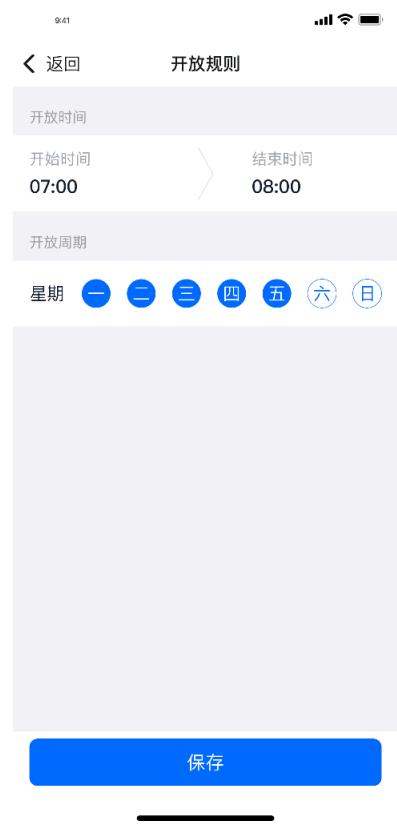 9:41
返回 开放规则
开放时间
开始时间 结束时间
07:00 08:00
开放周期
星期 一 二 三 四 五 六 日
保存